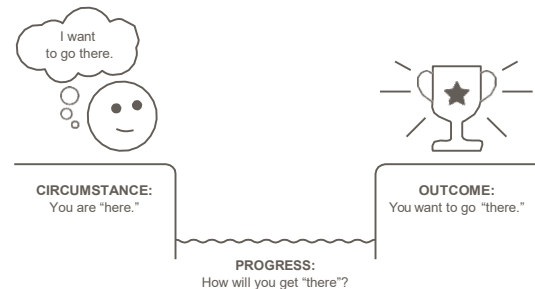 I want
to go there.
CIRCUMSTANCE:
You are “here.”
OUTCOME:
You want to go “there.”
PROGRESS:
How will you get “there”?